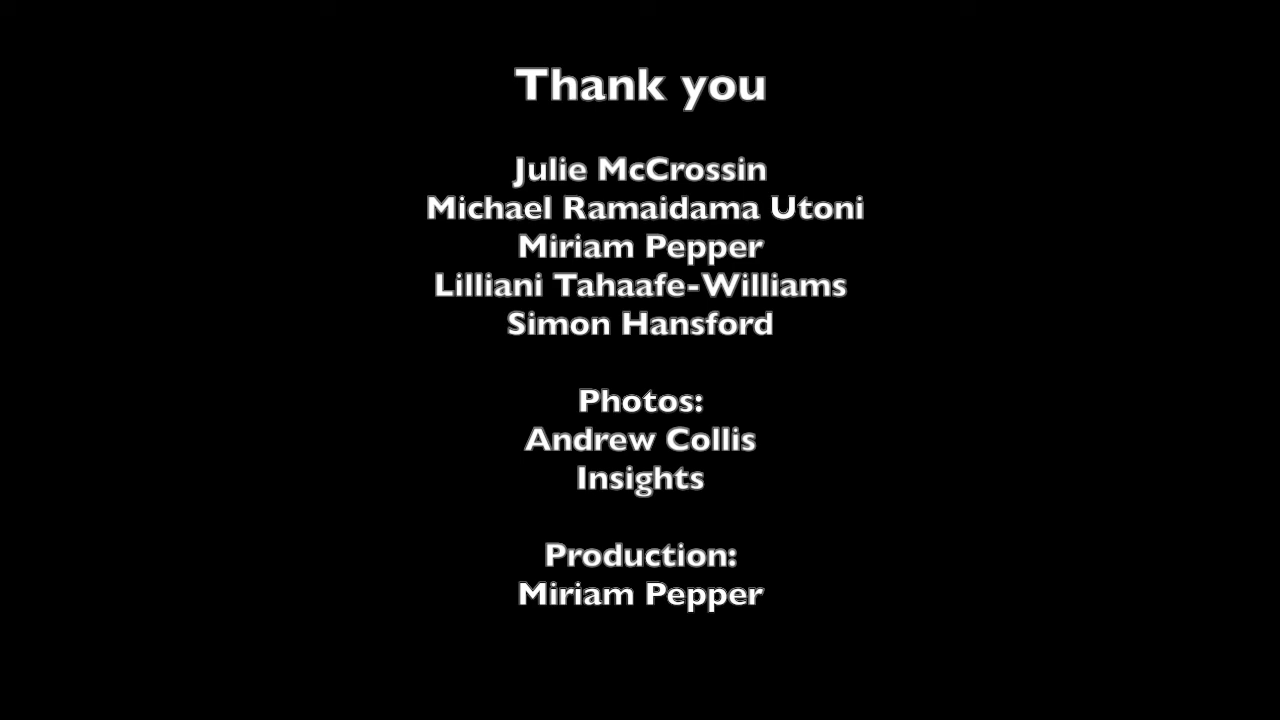 Thank you
Julie McCrossin
Michael Ramaidama Utoni
Miriam Pepper
Lilliani Tahaafe-Williams
Simon Hansford
Photos:
Andrew Collis
Insights
Production:
Miriam Pepper